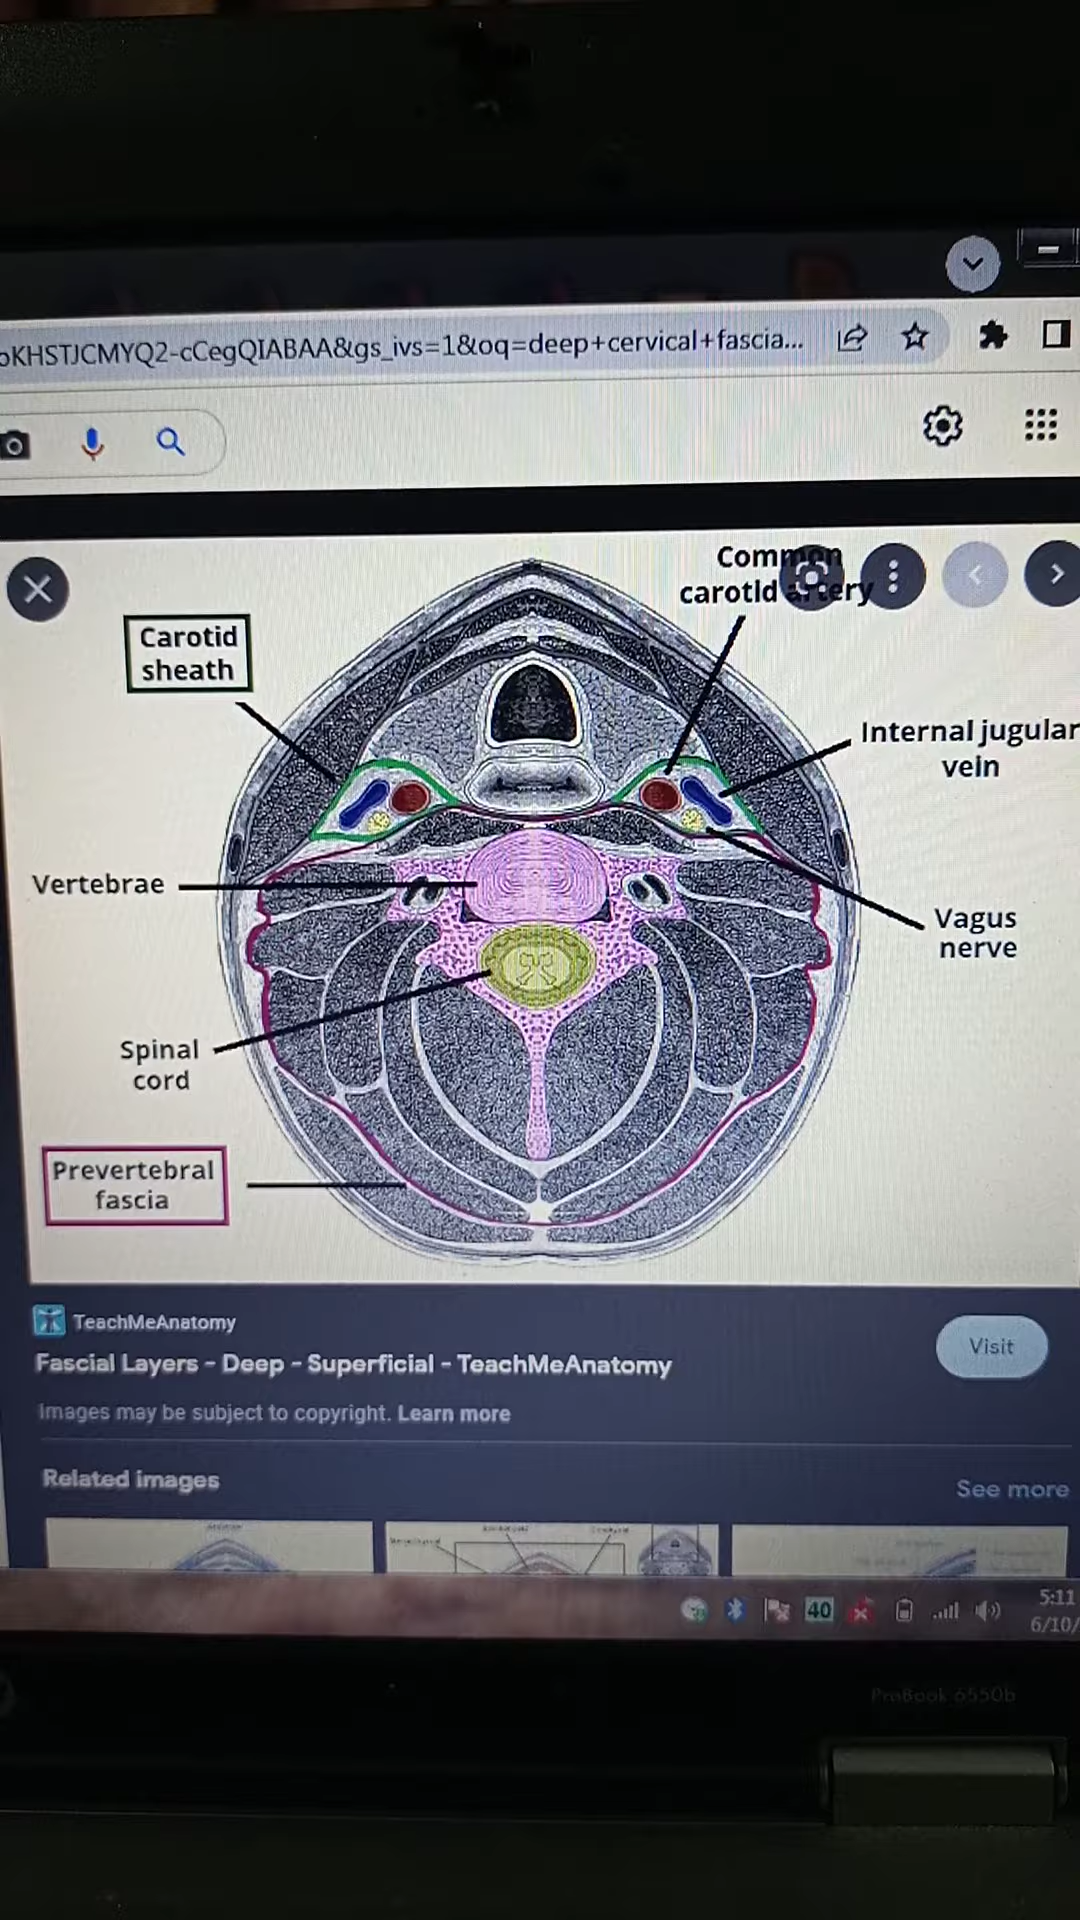 oKHSTJCMYQ2-cCegQIABAA&gs_ivs=1&oq=deep+cervical+fascia...
Common
carotid artery
Carotid
sheath
Internal jugular
vein
Vertebrae
Vagus
nerve
Spinal
cord
Prevertebral
fascia
TeachMeAnatomy
Fascial Layers - Deep - Superficial - TeachMeAnatomy
Visit
Images may be subject to copyright. Learn more
Related images
See more
40
5:11
6/10/
ProBook 6550b